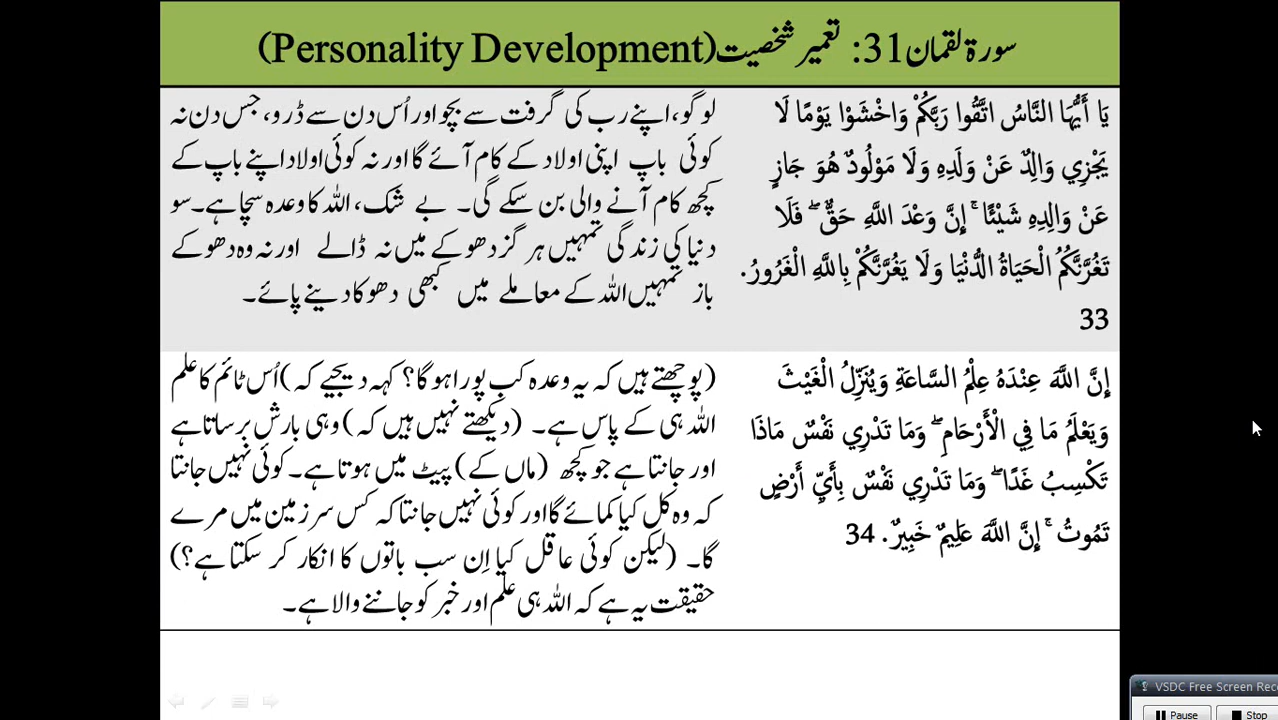 سورۃ لقمان 31: تعمیر شخصیت (Personality Development)
يَا أَيُّهَا النَّاسُ اتَّقُوا رَبَّكُمْ وَاخْشَوْا يَوْمًا لَا
يَجْزِي وَالِدٌ عَنْ وَلَدِهِ وَلَا مَوْلُودٌ هُوَ جَازٍ
عَنْ وَالِدِهِ شَيْئًا ۚ إِنَّ وَعْدَ اللَّهِ حَقٌّ ۖ فَلَا
تَغُرَّنَّكُمُ الْحَيَاةُ الدُّنْيَا وَلَا يَغُرَّنَّكُمْ بِاللَّهِ الْغَرُورُ.
33
لوگو، اپنے رب کی گرفت سے بچو اور اُس دن سے ڈرو، جس دن نہ
کوئی باپ اپنی اولاد کے کام آئے گا اور نہ کوئی اولاد اپنے باپ کے
کچھ کام آنے والی بن سکے گی۔ بے شک، اللہ کا وعدہ سچا ہے۔ سو
دنیا کی زندگی تمہیں ہر گز دھوکے میں نہ ڈالے اور نہ وہ دھوکے
باز تمہیں اللہ کے معاملے میں کبھی دھوکا دینے پائے۔
إِنَّ اللَّهَ عِنْدَهُ عِلْمُ السَّاعَةِ وَيُنَزِّلُ الْغَيْثَ
وَيَعْلَمُ مَا فِي الْأَرْحَامِ ۖ وَمَا تَدْرِي نَفْسٌ مَاذَا
تَكْسِبُ غَدًا ۖ وَمَا تَدْرِي نَفْسٌ بِأَيِّ أَرْضٍ
تَمُوتُ ۚ إِنَّ اللَّهَ عَلِيمٌ خَبِيرٌ. 34
(پوچھتے ہیں کہ یہ وعدہ کب پورا ہو گا؟ کہہ دیجیے کہ) اُس ٹائم کا علم
اللہ ہی کے پاس ہے۔ (دیکھتے نہیں ہیں کہ) وہی بارش برساتا ہے
اور جانتا ہے جو کچھ (ماں کے) پیٹ میں ہوتا ہے۔ کوئی نہیں جانتا
کہ وہ کل کیا کمائے گا اور کوئی نہیں جانتا کہ کس سر زمین میں مرے
گا۔ (لیکن کوئی عاقل کیا اِن سب باتوں کا انکار کر سکتا ہے؟)
حقیقت یہ ہے کہ اللہ ہی علم اور خبر کو جاننے والا ہے۔
VSDC Free Screen Rec
Pause
Stop